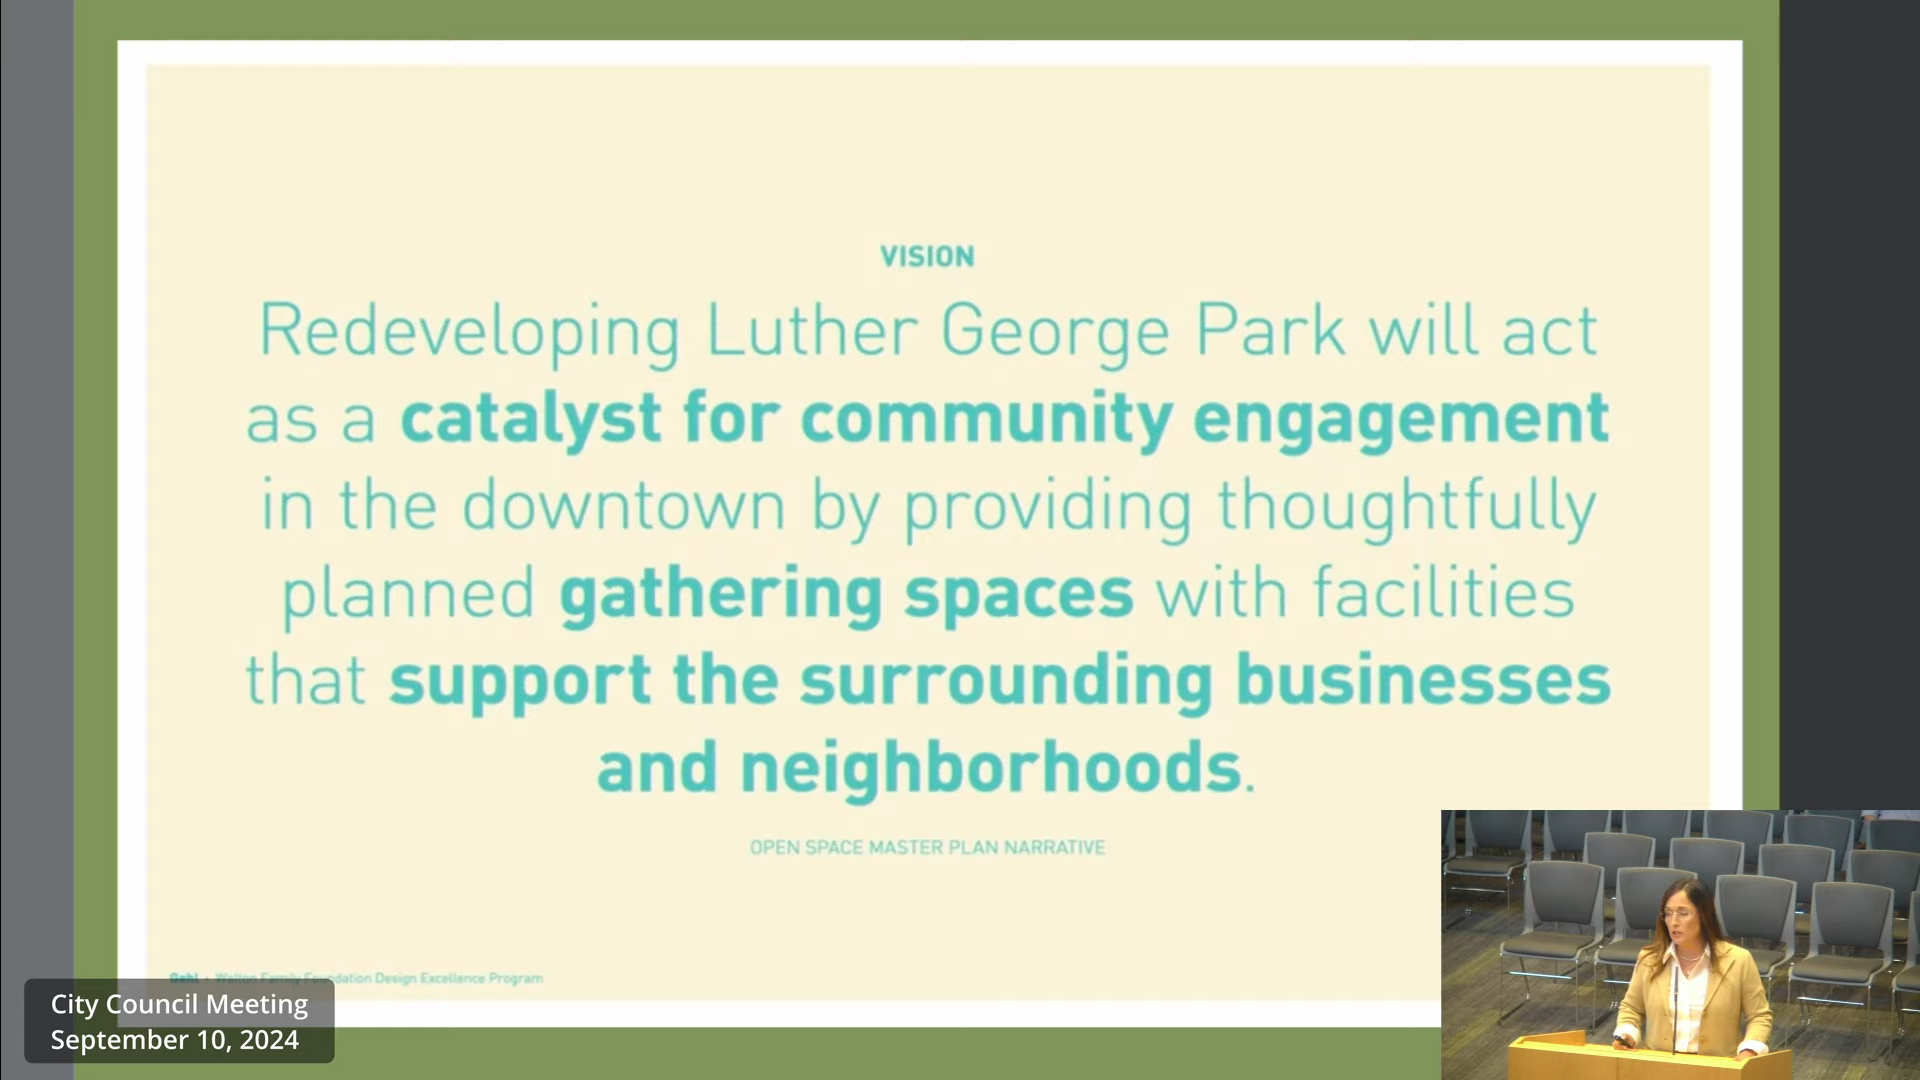 VISION
Redeveloping Luther George Park will act
as a catalyst for community engagement
in the downtown by providing thoughtfully
planned gathering spaces with facilities
that support the surrounding businesses
and neighborhoods.
OPEN SPACE MASTER PLAN NARRATIVE
Gehl · Walton Family Foundation Design Excellence Program
City Council Meeting
September 10, 2024